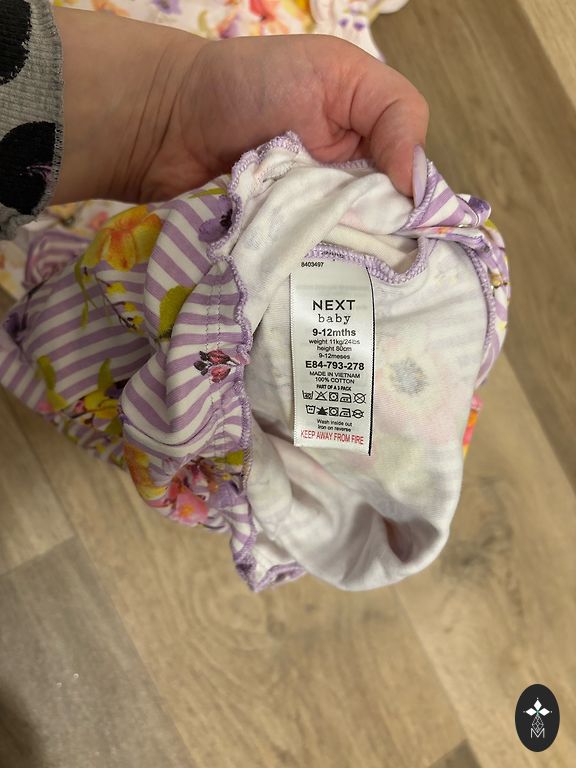 8403497
NEXT
baby
9-12mths
weight 11kg/24lbs
height 80cm
9-12meses
E84-793-278
MADE IN VIETNAM
100% COTTON
PART OF A 3 PACK
Wash inside out
Iron on reverse
KEEP AWAY FROM FIRE
M